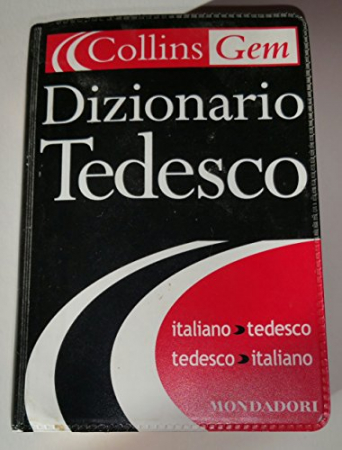 Collins Gem
Dizionario
Tedesco
italiano tedesco
tedesco italiano
MONDADORI